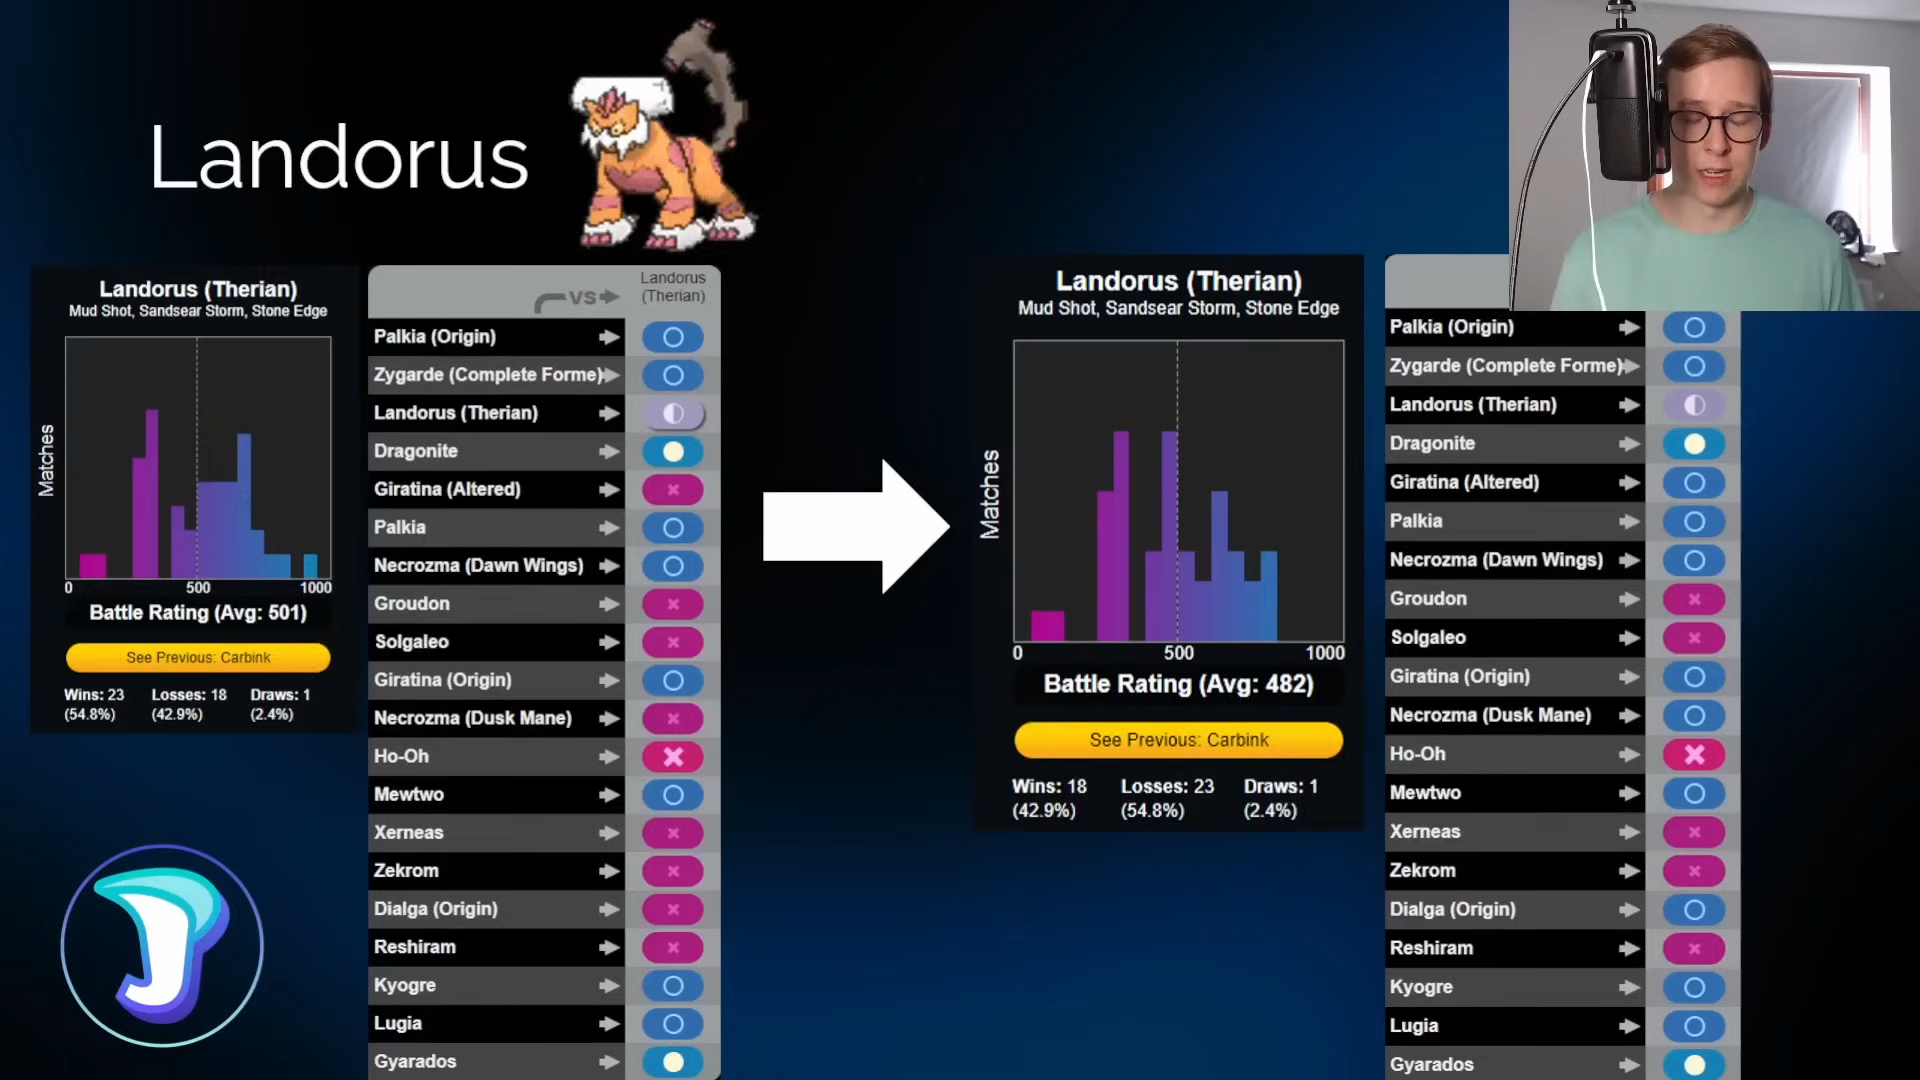 Landorus
Landorus (Therian)
Mud Shot, Sandsear Storm, Stone Edge
Matches
0 500 1000
Battle Rating (Avg: 501)
See Previous: Carbink
Wins: 23 Losses: 18 Draws: 1
(54.8%) (42.9%) (2.4%)
VS
Landorus
(Therian)
Palkia (Origin)
Zygarde (Complete Forme)
Landorus (Therian)
Dragonite
Giratina (Altered)
Palkia
Necrozma (Dawn Wings)
Groudon
Solgaleo
Giratina (Origin)
Necrozma (Dusk Mane)
Ho-Oh
Mewtwo
Xerneas
Zekrom
Dialga (Origin)
Reshiram
Kyogre
Lugia
Gyarados
Landorus (Therian)
Mud Shot, Sandsear Storm, Stone Edge
Matches
0 500 1000
Battle Rating (Avg: 482)
See Previous: Carbink
Wins: 18 Losses: 23 Draws: 1
(42.9%) (54.8%) (2.4%)
Palkia (Origin)
Zygarde (Complete Forme)
Landorus (Therian)
Dragonite
Giratina (Altered)
Palkia
Necrozma (Dawn Wings)
Groudon
Solgaleo
Giratina (Origin)
Necrozma (Dusk Mane)
Ho-Oh
Mewtwo
Xerneas
Zekrom
Dialga (Origin)
Reshiram
Kyogre
Lugia
Gyarados